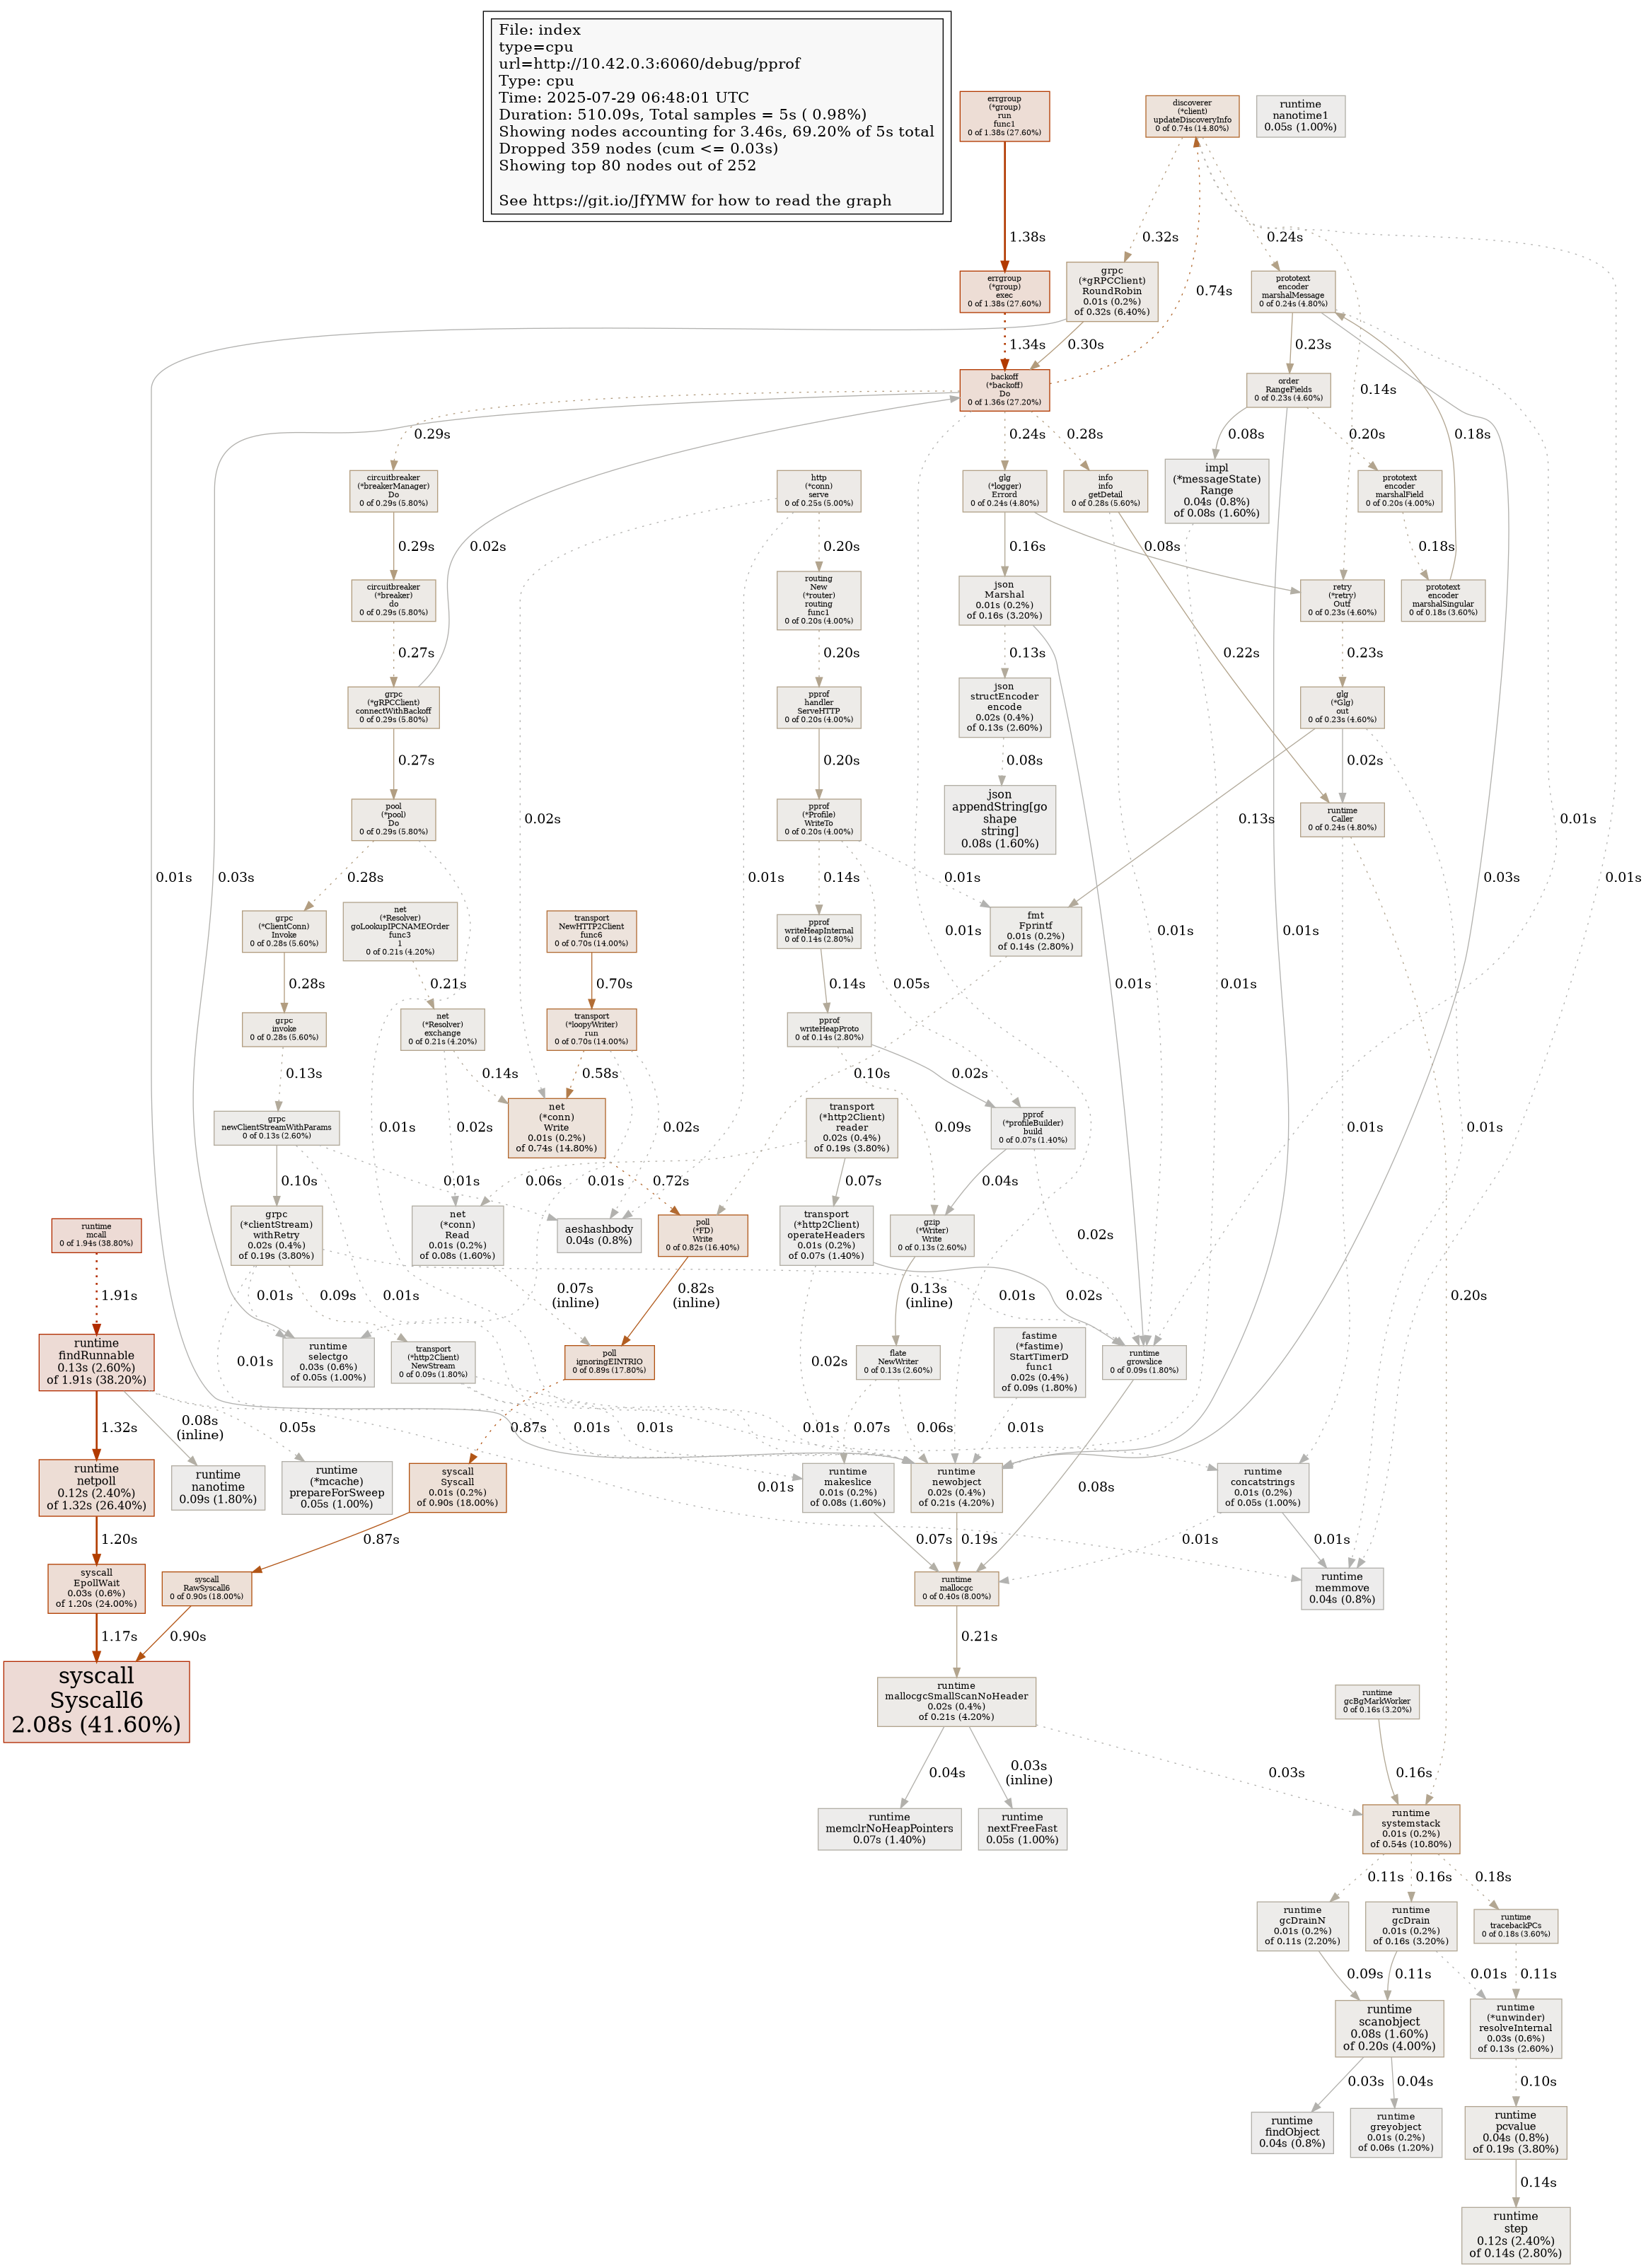 File: index
type=cpu
url=http://10.42.0.3:6060/debug/pprof
Type: cpu
Time: 2025-07-29 06:48:01 UTC
Duration: 510.09s, Total samples = 5s ( 0.98%)
Showing nodes accounting for 3.46s, 69.20% of 5s total
Dropped 359 nodes (cum <= 0.03s)
Showing top 80 nodes out of 252
See https://git.io/JfYMW for how to read the graph
errgroup
(*group)
run
func1
0 of 1.38s (27.60%)
discoverer
(*client)
updateDiscoveryInfo
0 of 0.74s (14.80%)
runtime
nanotime1
0.05s (1.00%)
1.38s
0.32s
0.24s
errgroup
(*group)
exec
0 of 1.38s (27.60%)
grpc
(*gRPCClient)
RoundRobin
0.01s (0.2%)
of 0.32s (6.40%)
0.74s
prototext
encoder
marshalMessage
0 of 0.24s (4.80%)
1.34s
0.30s
0.23s
backoff
(*backoff)
Do
0 of 1.36s (27.20%)
order
RangeFields
0 of 0.23s (4.60%)
0.14s
0.29s
0.24s
0.28s
0.08s
0.20s
0.18s
circuitbreaker
(*breakerManager)
Do
0 of 0.29s (5.80%)
http
(*conn)
serve
0 of 0.25s (5.00%)
glg
(*logger)
Errord
0 of 0.24s (4.80%)
info
info
getDetail
0 of 0.28s (5.60%)
impl
(*messageState)
Range
0.04s (0.8%)
of 0.08s (1.60%)
prototext
encoder
marshalField
0 of 0.20s (4.00%)
0.29s
0.02s
0.20s
0.16s
0.08s
0.18s
circuitbreaker
(*breaker)
do
0 of 0.29s (5.80%)
routing
New
(*router)
routing
func1
0 of 0.20s (4.00%)
json
Marshal
0.01s (0.2%)
of 0.16s (3.20%)
retry
(*retry)
Outf
0 of 0.23s (4.60%)
prototext
encoder
marshalSingular
0 of 0.18s (3.60%)
0.27s
0.20s
0.13s
0.22s
0.23s
grpc
(*gRPCClient)
connectWithBackoff
0 of 0.29s (5.80%)
pprof
handler
ServeHTTP
0 of 0.20s (4.00%)
json
structEncoder
encode
0.02s (0.4%)
of 0.13s (2.60%)
glg
(*Glg)
out
0 of 0.23s (4.60%)
0.27s
0.20s
0.08s
0.02s
pool
(*pool)
Do
0 of 0.29s (5.80%)
0.02s
pprof
(*Profile)
WriteTo
0 of 0.20s (4.00%)
json
appendString[go
shape
string]
0.08s (1.60%)
0.13s
runtime
Caller
0 of 0.24s (4.80%)
0.01s
0.01s
0.03s
0.28s
0.01s
0.14s
0.01s
0.03s
0.01s
grpc
(*ClientConn)
Invoke
0 of 0.28s (5.60%)
net
(*Resolver)
goLookupIPCNAMEOrder
func3
1
0 of 0.21s (4.20%)
transport
NewHTTP2Client
func6
0 of 0.70s (14.00%)
pprof
writeHeapInternal
0 of 0.14s (2.80%)
fmt
Fprintf
0.01s (0.2%)
of 0.14s (2.80%)
0.01s
0.01s
0.01s
0.28s
0.21s
0.70s
0.14s
0.05s
0.01s
0.01s
grpc
invoke
0 of 0.28s (5.60%)
net
(*Resolver)
exchange
0 of 0.21s (4.20%)
transport
(*loopyWriter)
run
0 of 0.70s (14.00%)
pprof
writeHeapProto
0 of 0.14s (2.80%)
0.13s
0.14s
0.58s
0.10s
0.02s
grpc
newClientStreamWithParams
0 of 0.13s (2.60%)
0.01s
0.02s
net
(*conn)
Write
0.01s (0.2%)
of 0.74s (14.80%)
0.02s
transport
(*http2Client)
reader
0.02s (0.4%)
of 0.19s (3.80%)
0.09s
pprof
(*profileBuilder)
build
0 of 0.07s (1.40%)
0.01s
0.01s
0.10s
0.01s
0.06s
0.01s
0.72s
0.07s
0.04s
runtime
mcall
0 of 1.94s (38.80%)
grpc
(*clientStream)
withRetry
0.02s (0.4%)
of 0.19s (3.80%)
net
(*conn)
Read
0.01s (0.2%)
of 0.08s (1.60%)
aeshashbody
0.04s (0.8%)
poll
(*FD)
Write
0 of 0.82s (16.40%)
transport
(*http2Client)
operateHeaders
0.01s (0.2%)
of 0.07s (1.40%)
gzip
(*Writer)
Write
0 of 0.13s (2.60%)
0.02s
1.91s
0.01s
0.09s
0.01s
0.07s
(inline)
0.82s
(inline)
0.13s
(inline)
0.01s
0.02s
0.20s
runtime
findRunnable
0.13s (2.60%)
of 1.91s (38.20%)
0.01s
runtime
selectgo
0.03s (0.6%)
of 0.05s (1.00%)
transport
(*http2Client)
NewStream
0 of 0.09s (1.80%)
poll
ignoringEINTRIO
0 of 0.89s (17.80%)
0.02s
flate
NewWriter
0 of 0.13s (2.60%)
fastime
(*fastime)
StartTimerD
func1
0.02s (0.4%)
of 0.09s (1.80%)
runtime
growslice
0 of 0.09s (1.80%)
1.32s
0.08s
(inline)
0.05s
0.87s
0.01s
0.01s
0.01s
0.07s
0.06s
0.01s
runtime
netpoll
0.12s (2.40%)
of 1.32s (26.40%)
runtime
nanotime
0.09s (1.80%)
runtime
(*mcache)
prepareForSweep
0.05s (1.00%)
syscall
Syscall
0.01s (0.2%)
of 0.90s (18.00%)
0.01s
runtime
makeslice
0.01s (0.2%)
of 0.08s (1.60%)
runtime
newobject
0.02s (0.4%)
of 0.21s (4.20%)
0.08s
runtime
concatstrings
0.01s (0.2%)
of 0.05s (1.00%)
1.20s
0.87s
0.07s
0.19s
0.01s
0.01s
syscall
EpollWait
0.03s (0.6%)
of 1.20s (24.00%)
syscall
RawSyscall6
0 of 0.90s (18.00%)
runtime
mallocgc
0 of 0.40s (8.00%)
runtime
memmove
0.04s (0.8%)
1.17s
0.90s
0.21s
syscall
Syscall6
2.08s (41.60%)
runtime
mallocgcSmallScanNoHeader
0.02s (0.4%)
of 0.21s (4.20%)
runtime
gcBgMarkWorker
0 of 0.16s (3.20%)
0.04s
0.03s
(inline)
0.03s
0.16s
runtime
memclrNoHeapPointers
0.07s (1.40%)
runtime
nextFreeFast
0.05s (1.00%)
runtime
systemstack
0.01s (0.2%)
of 0.54s (10.80%)
0.11s
0.16s
0.18s
runtime
gcDrainN
0.01s (0.2%)
of 0.11s (2.20%)
runtime
gcDrain
0.01s (0.2%)
of 0.16s (3.20%)
runtime
tracebackPCs
0 of 0.18s (3.60%)
0.09s
0.11s
0.01s
0.11s
runtime
scanobject
0.08s (1.60%)
of 0.20s (4.00%)
runtime
(*unwinder)
resolveInternal
0.03s (0.6%)
of 0.13s (2.60%)
0.03s
0.04s
0.10s
runtime
findObject
0.04s (0.8%)
runtime
greyobject
0.01s (0.2%)
of 0.06s (1.20%)
runtime
pcvalue
0.04s (0.8%)
of 0.19s (3.80%)
0.14s
runtime
step
0.12s (2.40%)
of 0.14s (2.80%)